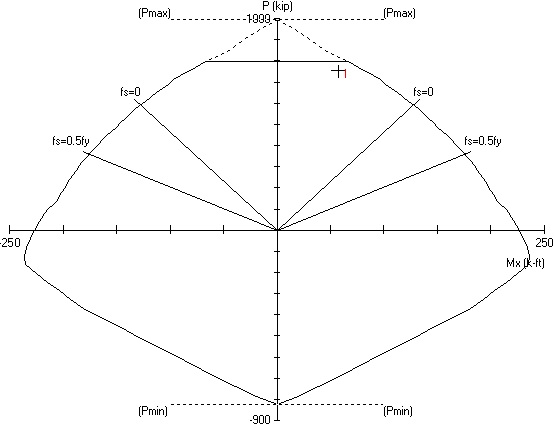 P (kip)
(Pmax)
(Pmax)
fs=0
fs=0
1
fs=0.5fy
fs=0.5fy
-250
250
Mx (k-ft)
(Pmin)
(Pmin)
-900